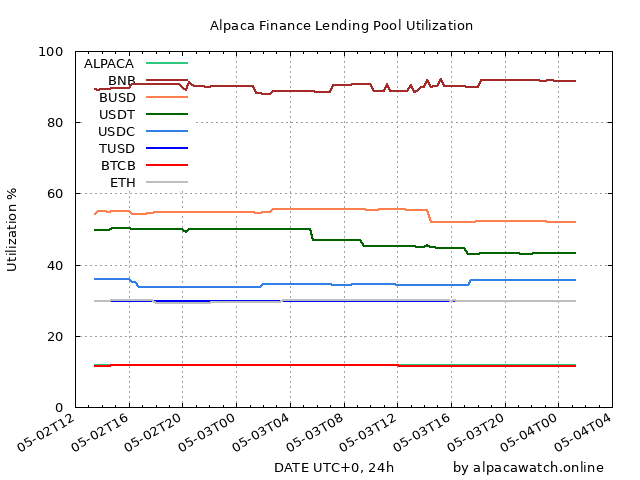 Alpaca Finance Lending Pool Utilization
Utilization %
100
80
60
40
20
0
ALPACA
BNB
BUSD
USDT
USDC
TUSD
BTCB
ETH
05-02T12
05-02T16
05-02T20
05-03T00
05-03T04
05-03T08
05-03T12
05-03T16
05-03T20
05-04T00
05-04T04
DATE UTC+0, 24h
by alpacawatch.online